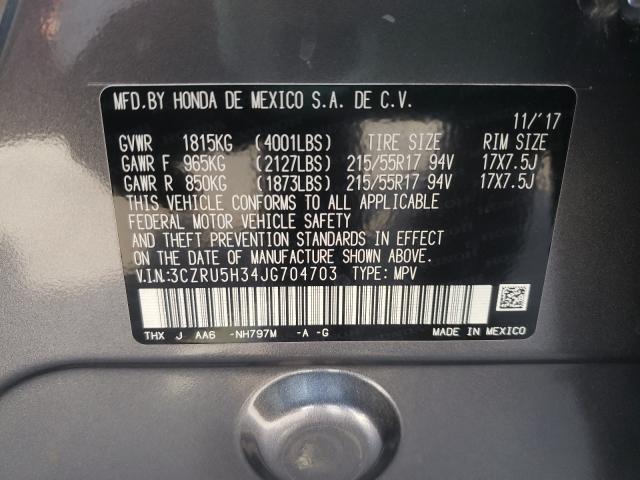 MFD.BY HONDA DE MEXICO S.A. DE C.V.
11/'17
GVWR 1815KG (4001LBS) TIRE SIZE RIM SIZE
GAWR F 965KG (2127LBS) 215/55R17 94V 17X7.5J
GAWR R 850KG (1873LBS) 215/55R17 94V 17X7.5J
THIS VEHICLE CONFORMS TO ALL APPLICABLE
FEDERAL MOTOR VEHICLE SAFETY
AND THEFT PREVENTION STANDARDS IN EFFECT
ON THE DATE OF MANUFACTURE SHOWN ABOVE.
V.I.N:3CZRU5H34JG704703 TYPE: MPV
THX J AA6 -NH797M -A -G MADE IN MEXICO